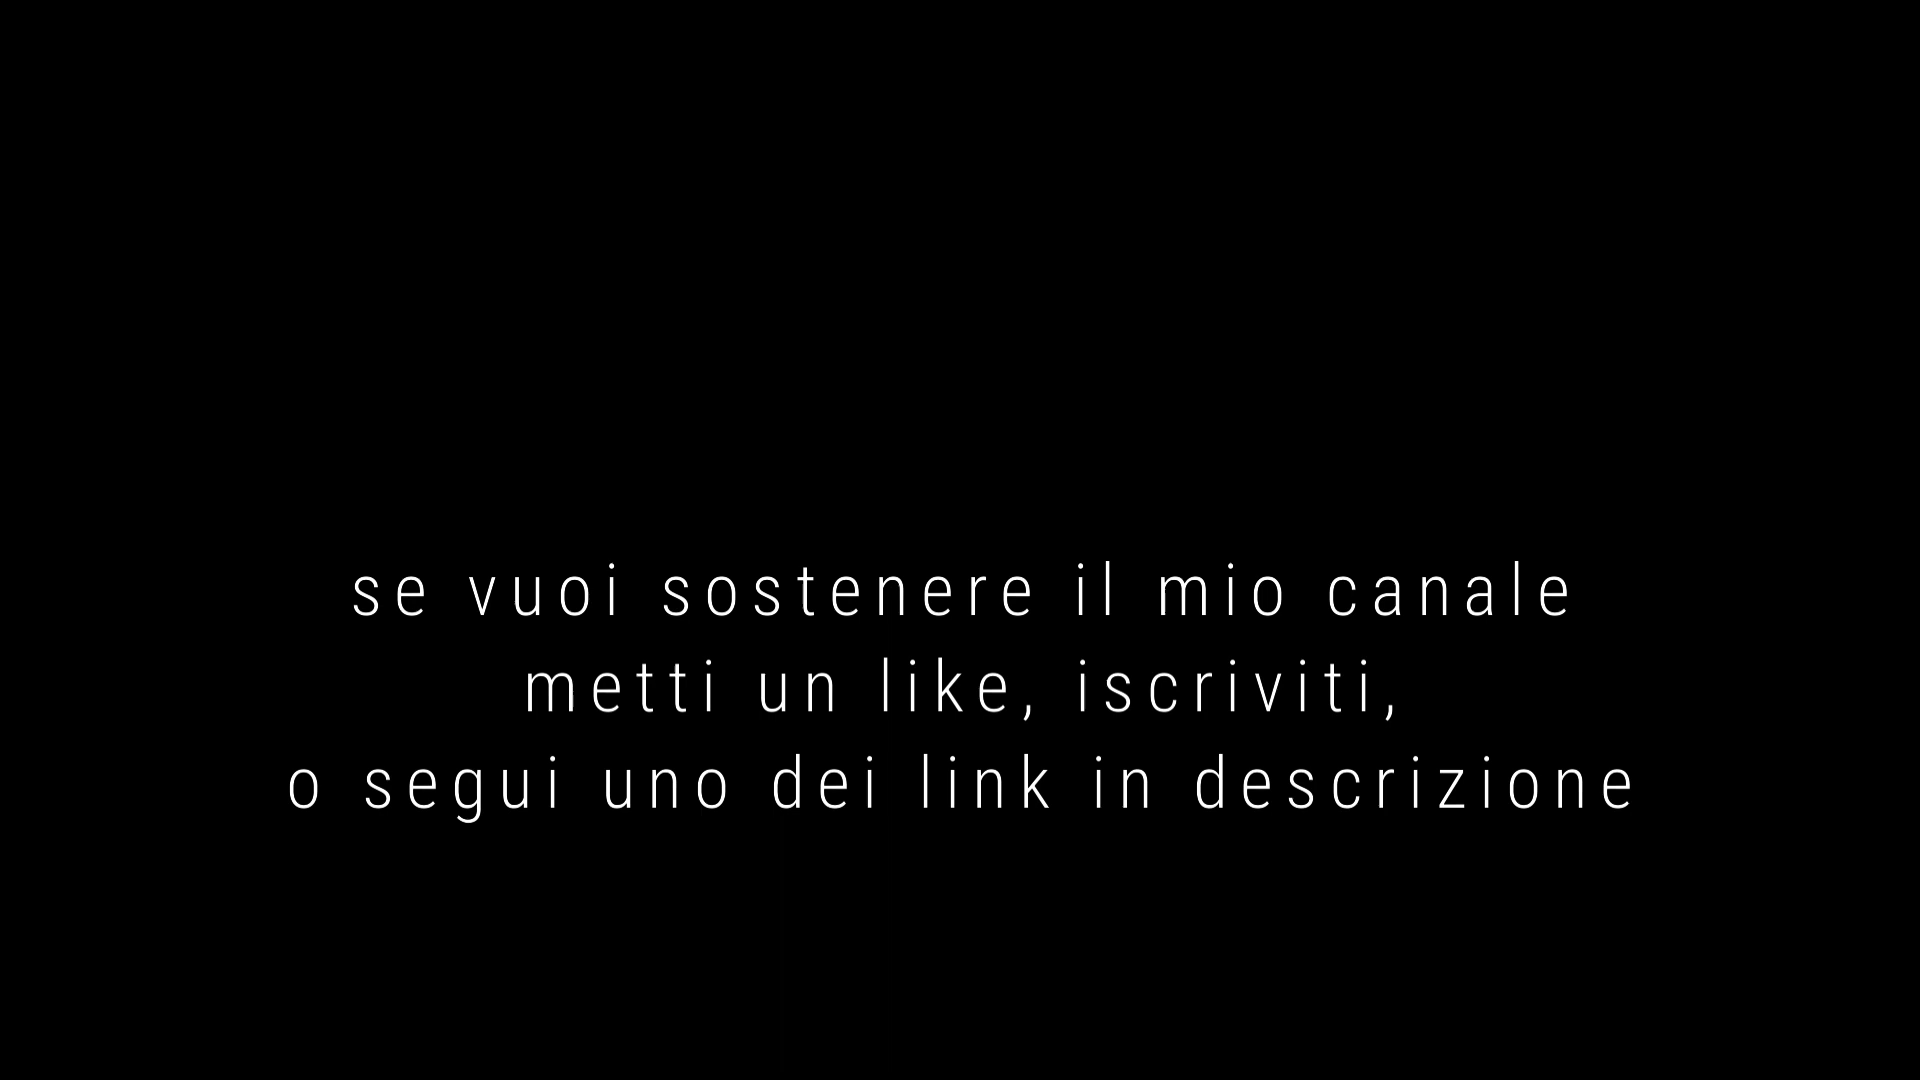 se vuoi sostenere il mio canale
metti un like, iscriviti,
o segui uno dei link in descrizione